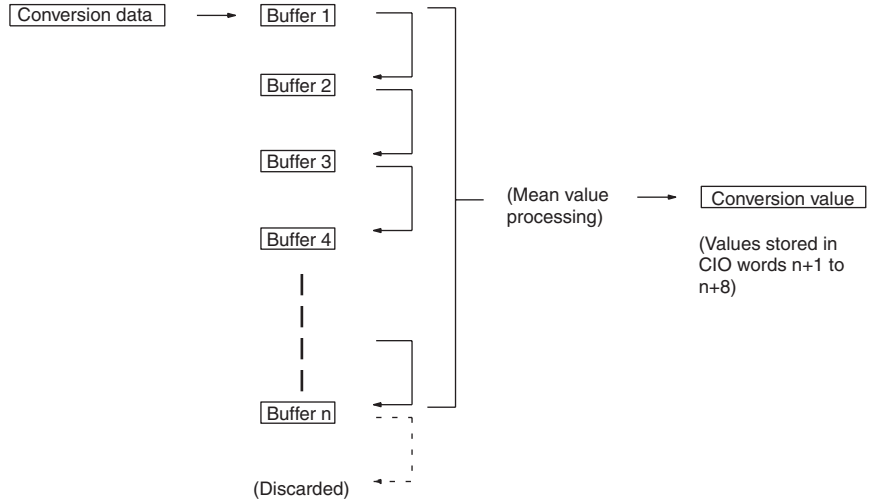 Conversion data
Buffer 1
Buffer 2
Buffer 3
Buffer 4
Buffer n
(Discarded)
(Mean value
processing)
Conversion value
(Values stored in
CIO words n+1 to
n+8)